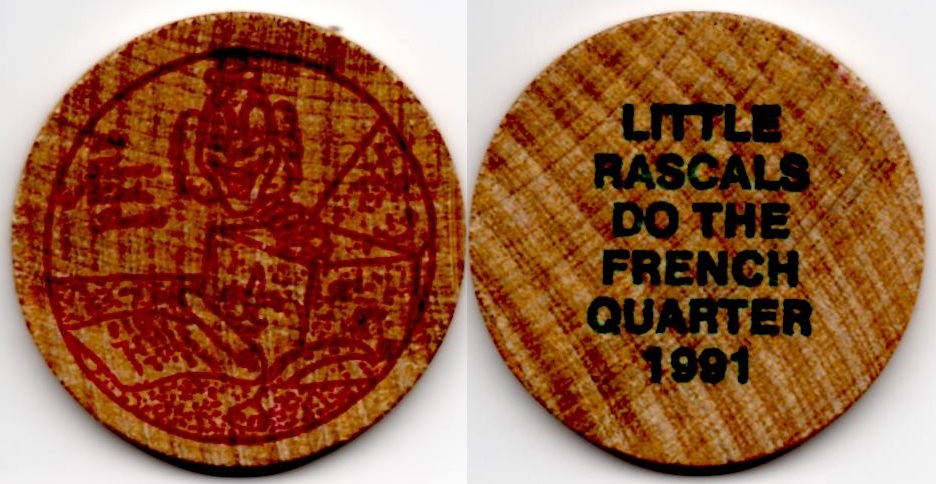 LITTLE
RASCALS
DO THE
FRENCH
QUARTER
1991